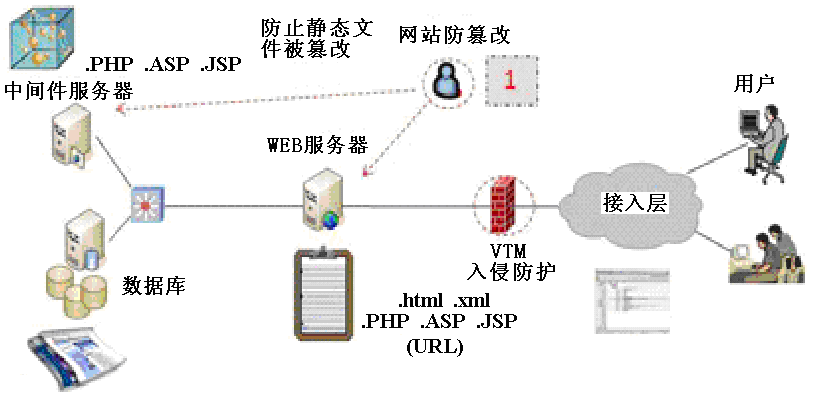 防止静态文
件被篡改
网站防篡改
.PHP .ASP .JSP
中间件服务器
1
用户
WEB服务器
接入层
VTM
入侵防护
数据库
.html .xml
.PHP .ASP .JSP
(URL)